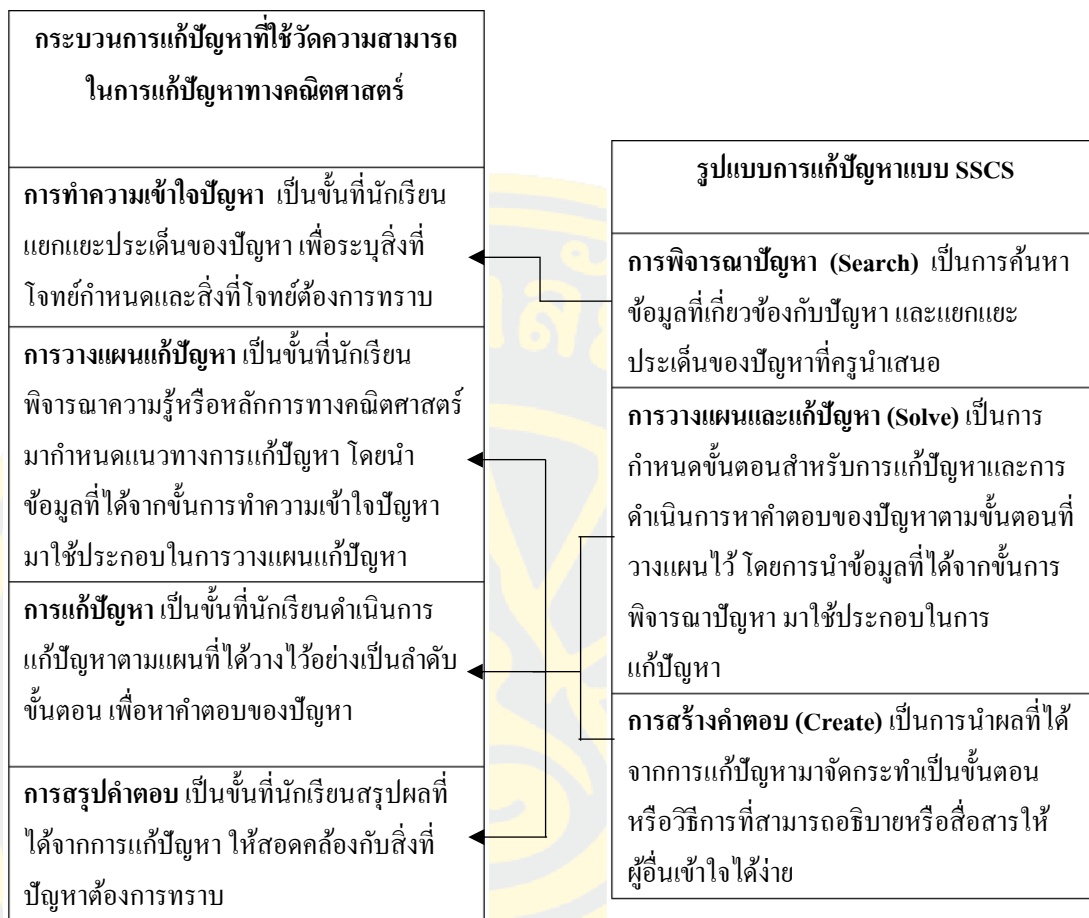 กระบวนการแก้ปัญหาที่ใช้วัดความสามารถ
ในการแก้ปัญหาทางคณิตศาสตร์
การทำความเข้าใจปัญหา เป็นขั้นที่นักเรียน
แยกแยะประเด็นของปัญหา เพื่อระบุสิ่งที่
โจทย์กำหนดและสิ่งที่โจทย์ต้องการทราบ
การวางแผนแก้ปัญหา เป็นขั้นที่นักเรียน
พิจารณาความรู้หรือหลักการทางคณิตศาสตร์
มากำหนดแนวทางการแก้ปัญหา โดยนำ
ข้อมูลที่ได้จากขั้นการทำความเข้าใจปัญหา
มาใช้ประกอบในการวางแผนแก้ปัญหา
การแก้ปัญหา เป็นขั้นที่นักเรียนดำเนินการ
แก้ปัญหาตามแผนที่ได้วางไว้อย่างเป็นลำดับ
ขั้นตอน เพื่อหาคำตอบของปัญหา
การสรุปคำตอบ เป็นขั้นที่นักเรียนสรุปผลที่
ได้จากการแก้ปัญหา ให้สอดคล้องกับสิ่งที่
ปัญหาต้องการทราบ
รูปแบบการแก้ปัญหาแบบ SSCS
การพิจารณาปัญหา (Search) เป็นการค้นหา
ข้อมูลที่เกี่ยวข้องกับปัญหา และแยกแยะ
ประเด็นของปัญหาที่ครูนำเสนอ
การวางแผนและแก้ปัญหา (Solve) เป็นการ
กำหนดขั้นตอนสำหรับการแก้ปัญหาและการ
ดำเนินการหาคำตอบของปัญหาตามขั้นตอนที่
วางแผนไว้ โดยการนำข้อมูลที่ได้จากขั้นการ
พิจารณาปัญหา มาใช้ประกอบในการ
แก้ปัญหา
การสร้างคำตอบ (Create) เป็นการนำผลที่ได้
จากการแก้ปัญหามาจัดกระทำเป็นขั้นตอน
หรือวิธีการที่สามารถอธิบายหรือสื่อสารให้
ผู้อื่นเข้าใจได้ง่าย